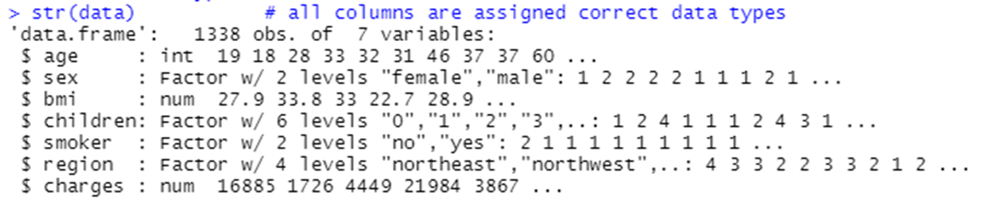 > str(data)            # all columns are assigned correct data types
'data.frame':   1338 obs. of  7 variables:
 $ age     : int  19 18 28 33 32 31 46 37 37 60 ...
 $ sex     : Factor w/ 2 levels "female","male": 1 2 2 2 2 1 1 1 2 1 ...
 $ bmi     : num  27.9 33.8 33 22.7 28.9 ...
 $ children: Factor w/ 6 levels "0","1","2","3",..: 1 2 4 1 1 1 2 4 3 1 ...
 $ smoker  : Factor w/ 2 levels "no","yes": 2 1 1 1 1 1 1 1 1 1 ...
 $ region  : Factor w/ 4 levels "northeast","northwest",..: 4 3 3 2 2 3 3 2 1 2 ...
 $ charges : num  16885 1726 4449 21984 3867 ...